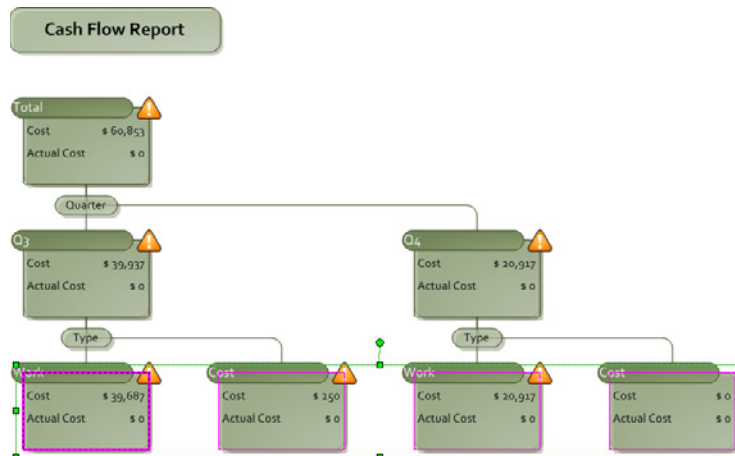 Cash Flow Report
Total
Cost $ 60,853
Actual Cost $ 0
Quarter
Q3
Cost $ 39,937
Actual Cost $ 0
Q4
Cost $ 20,917
Actual Cost $ 0
Type
Type
Work
Cost $ 39,687
Actual Cost $ 0
Cost
Cost $ 250
Actual Cost $ 0
Work
Cost $ 20,917
Actual Cost $ 0
Cost
Cost $ 0
Actual Cost $ 0